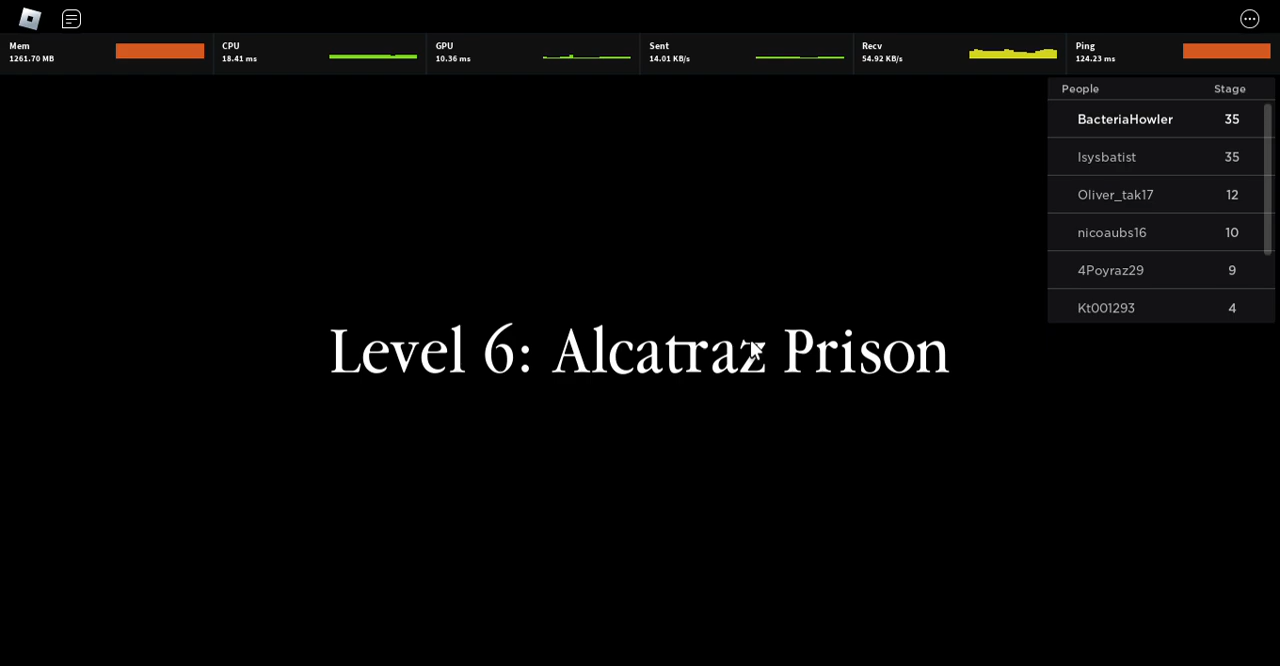 Mem
1261.70 MB
CPU
18.41 ms
GPU
10.36 ms
Sent
14.01 KB/s
Recv
54.92 KB/s
Ping
124.23 ms
People Stage
BacteriaHowler 35
Isysbatist 35
Oliver_tak17 12
nicoaubs16 10
4Poyraz29 9
Kt001293 4
Level 6: Alcatraz Prison